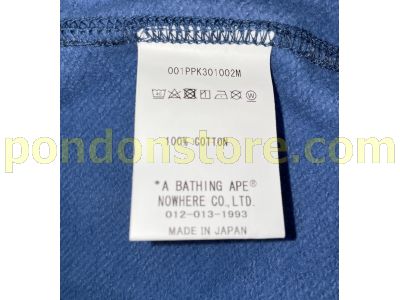 001PPK301002M
100% COTTON
pondonstore.com
"A BATHING APE®
NOWHERE CO., LTD.
012-013-1993
MADE IN JAPAN